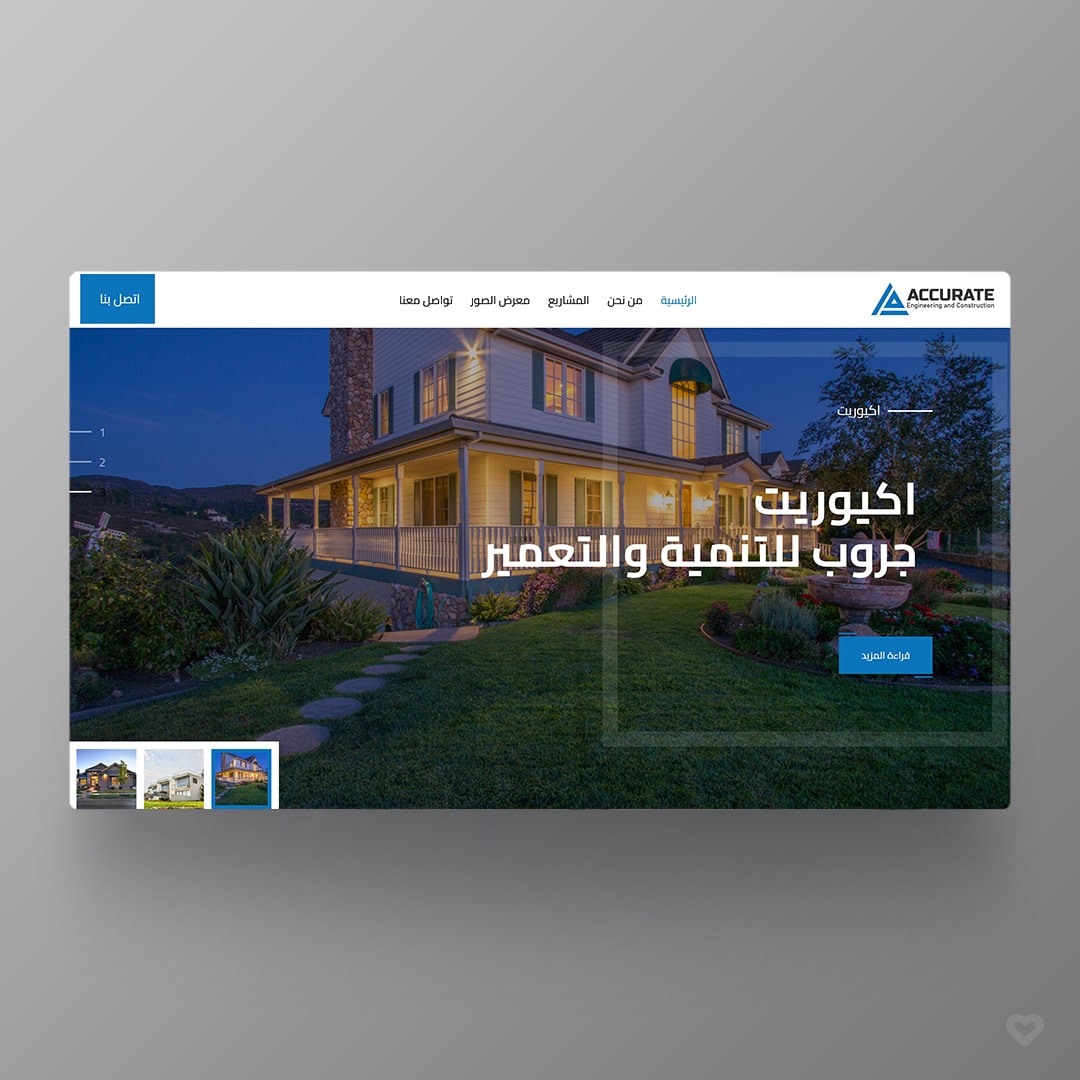 ACCURATE
Engineering and Construction
الرئيسية
من نحن
المشاريع
معرض الصور
تواصل معنا
اتصل بنا
اكيوريت
اكيوريت
جروب للتنمية والتعمير
قراءة المزيد
1
2
3